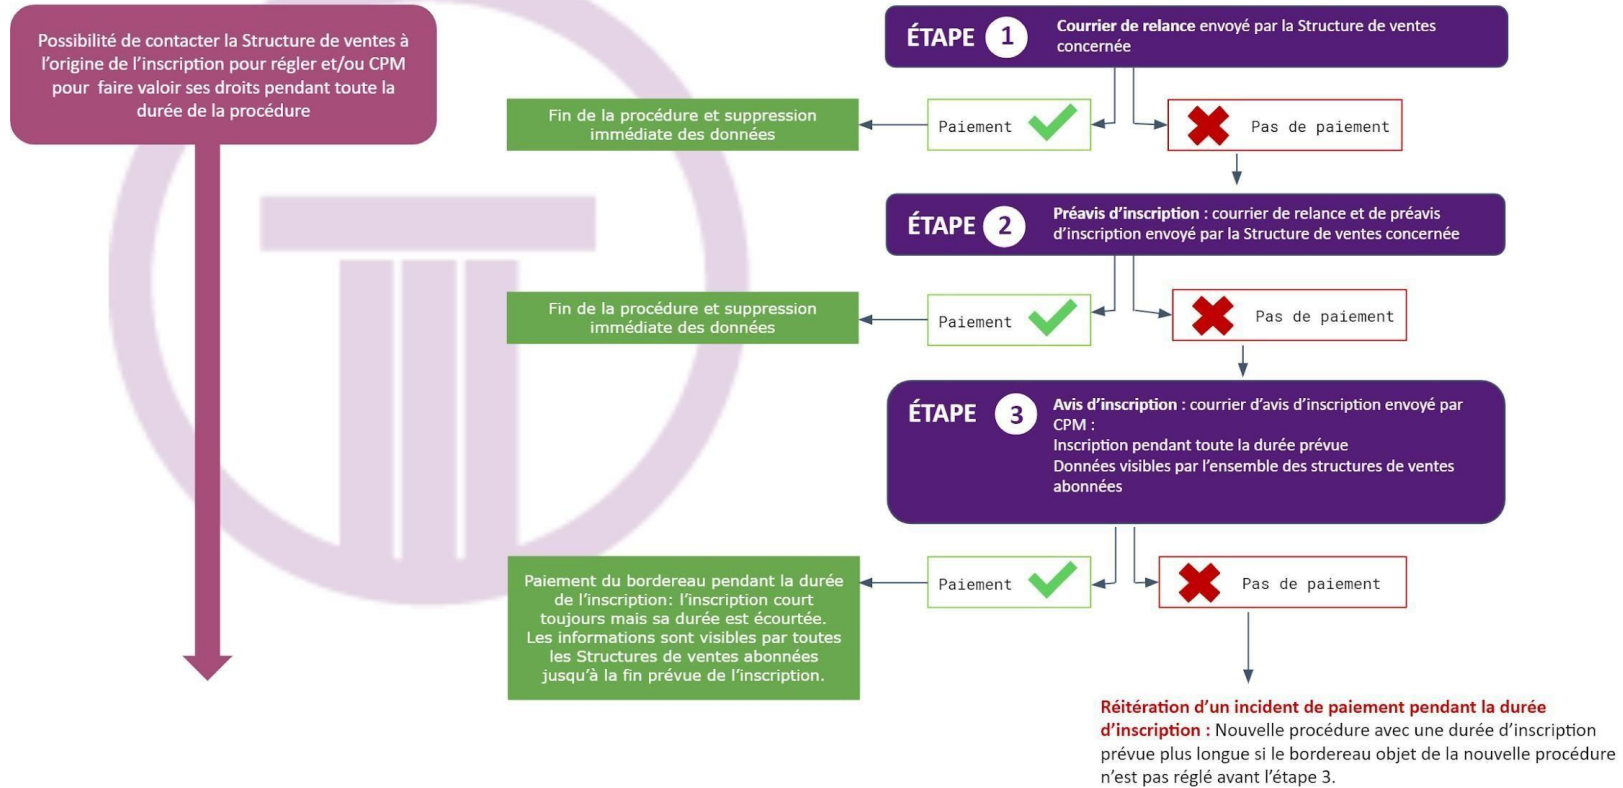 Possibilité de contacter la Structure de ventes à
l’origine de l’inscription pour régler et/ou CPM
pour faire valoir ses droits pendant toute la
durée de la procédure
ÉTAPE 1
Courrier de relance envoyé par la Structure de ventes
concernée
Fin de la procédure et suppression
immédiate des données
Paiement
Pas de paiement
ÉTAPE 2
Préavis d’inscription : courrier de relance et de préavis
d’inscription envoyé par la Structure de ventes concernée
Fin de la procédure et suppression
immédiate des données
Paiement
Pas de paiement
ÉTAPE 3
Avis d’inscription : courrier d’avis d’inscription envoyé par
CPM :
Inscription pendant toute la durée prévue
Données visibles par l’ensemble des structures de ventes
abonnées
Paiement du bordereau pendant la durée
de l’inscription: l’inscription court
toujours mais sa durée est écourtée.
Les informations sont visibles par toutes
les Structures de ventes abonnées
jusqu’à la fin prévue de l’inscription.
Paiement
Pas de paiement
Réitération d’un incident de paiement pendant la durée
d’inscription : Nouvelle procédure avec une durée d’inscription
prévue plus longue si le bordereau objet de la nouvelle procédure
n’est pas réglé avant l’étape 3.